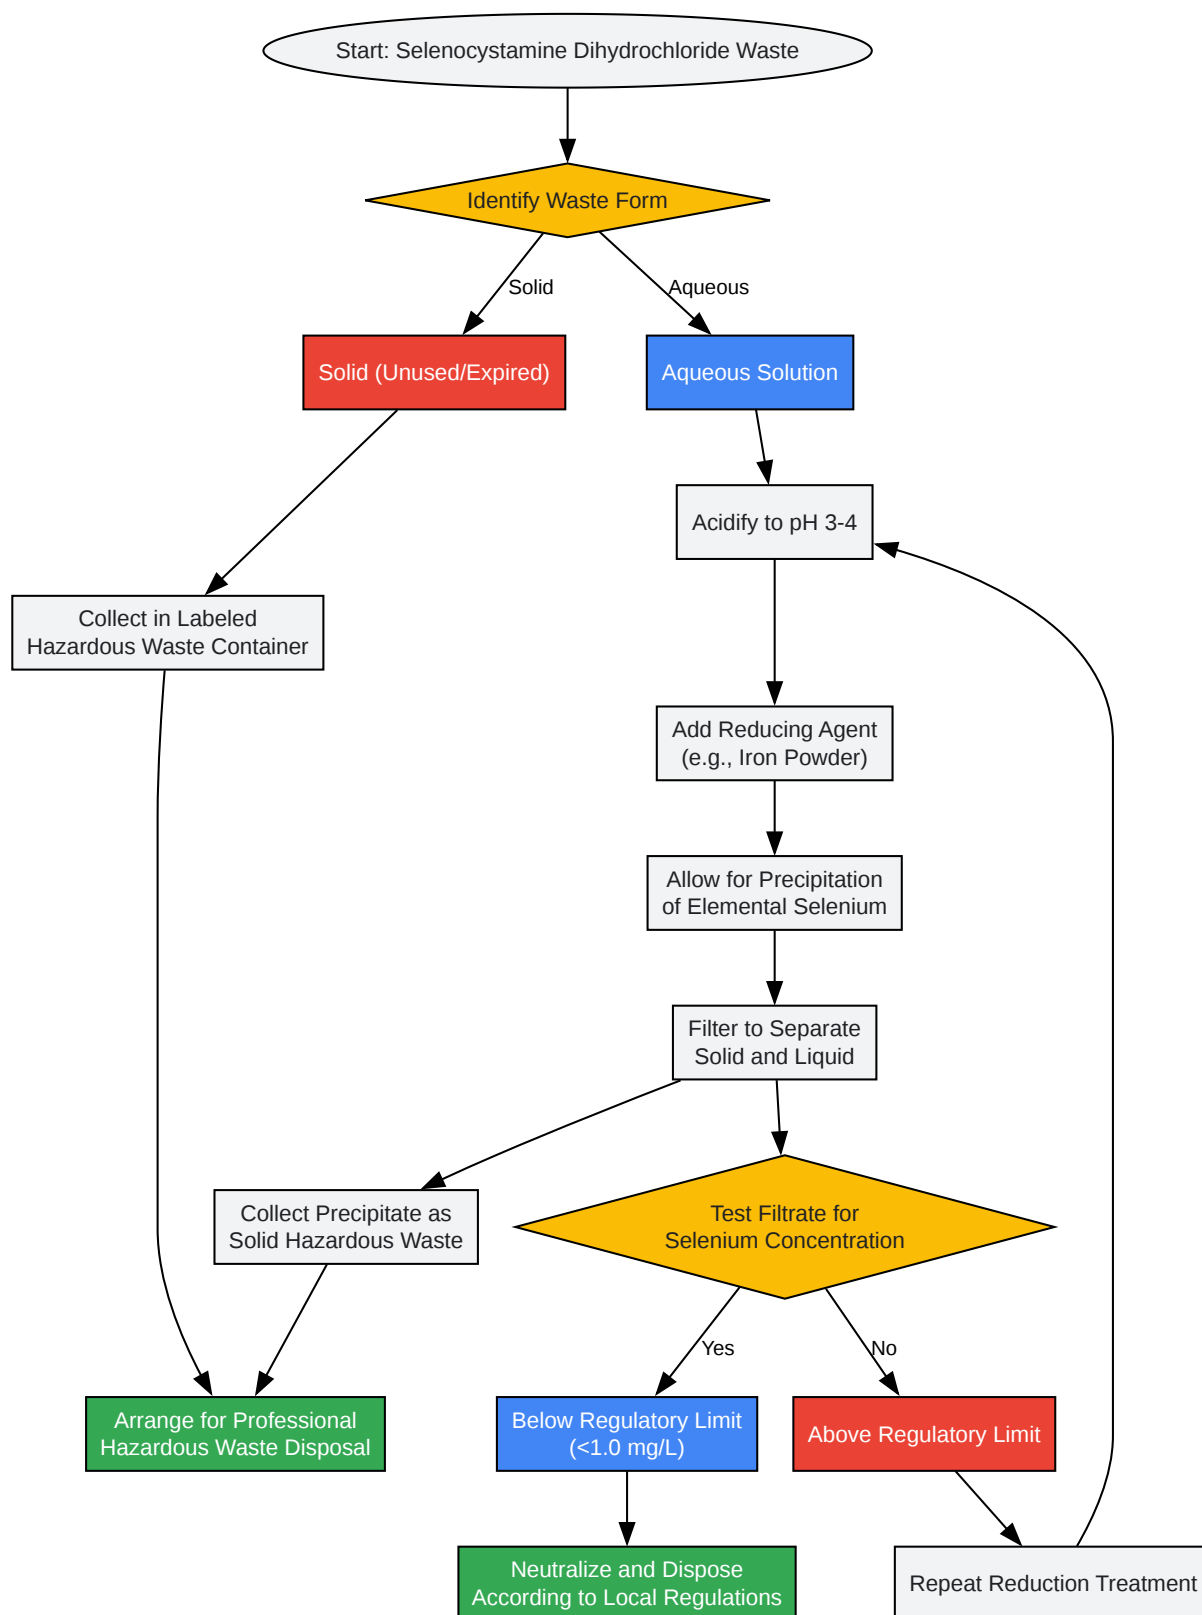 Start: Selenocystamine Dihydrochloride Waste
Identify Waste Form
Solid
Aqueous
Solid (Unused/Expired)
Aqueous Solution
Acidify to pH 3-4
Collect in Labeled
Hazardous Waste Container
Add Reducing Agent
(e.g., Iron Powder)
Allow for Precipitation
of Elemental Selenium
Filter to Separate
Solid and Liquid
Collect Precipitate as
Solid Hazardous Waste
Test Filtrate for
Selenium Concentration
Yes
No
Arrange for Professional
Hazardous Waste Disposal
Below Regulatory Limit
(<1.0 mg/L)
Above Regulatory Limit
Neutralize and Dispose
According to Local Regulations
Repeat Reduction Treatment